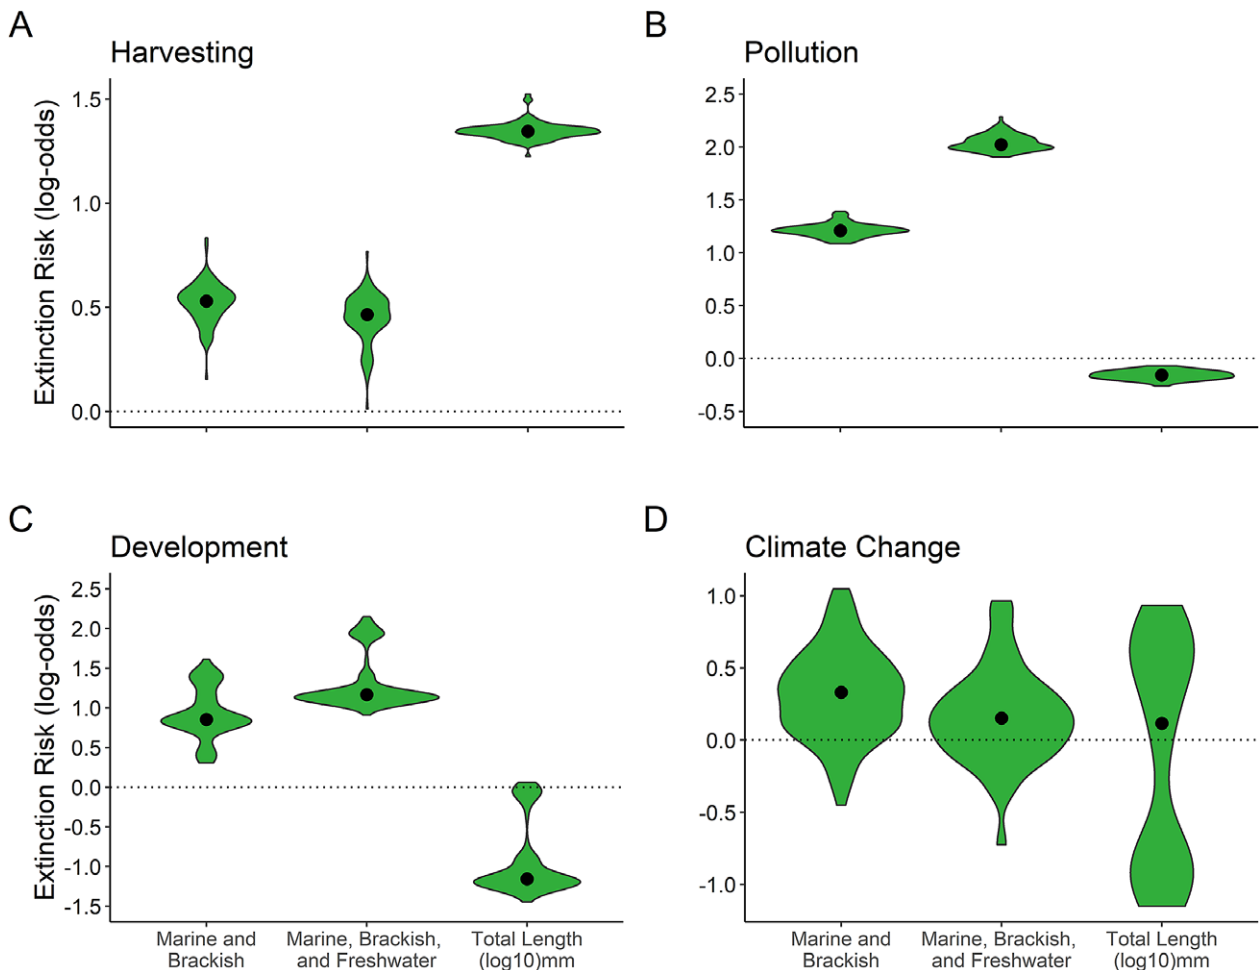 A
Harvesting
Extinction Risk (log-odds)
1.5
1.0
0.5
0.0
B
Pollution
2.5
2.0
1.5
1.0
0.5
0.0
-0.5
C
Development
Extinction Risk (log-odds)
2.5
2.0
1.5
1.0
0.5
0.0
-0.5
-1.0
-1.5
Marine and
Brackish
Marine, Brackish,
and Freshwater
Total Length
(log10)mm
D
Climate Change
1.0
0.5
0.0
-0.5
-1.0
Marine and
Brackish
Marine, Brackish,
and Freshwater
Total Length
(log10)mm